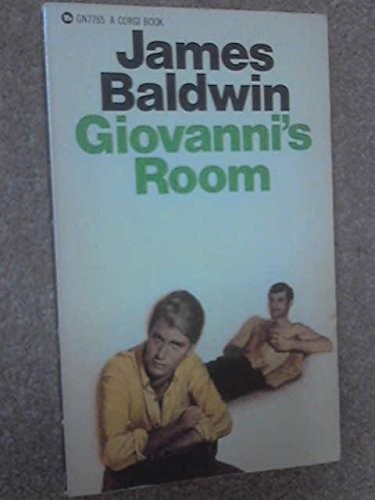 GN7765 A CORGI BOOK
James
Baldwin
Giovanni's
Room